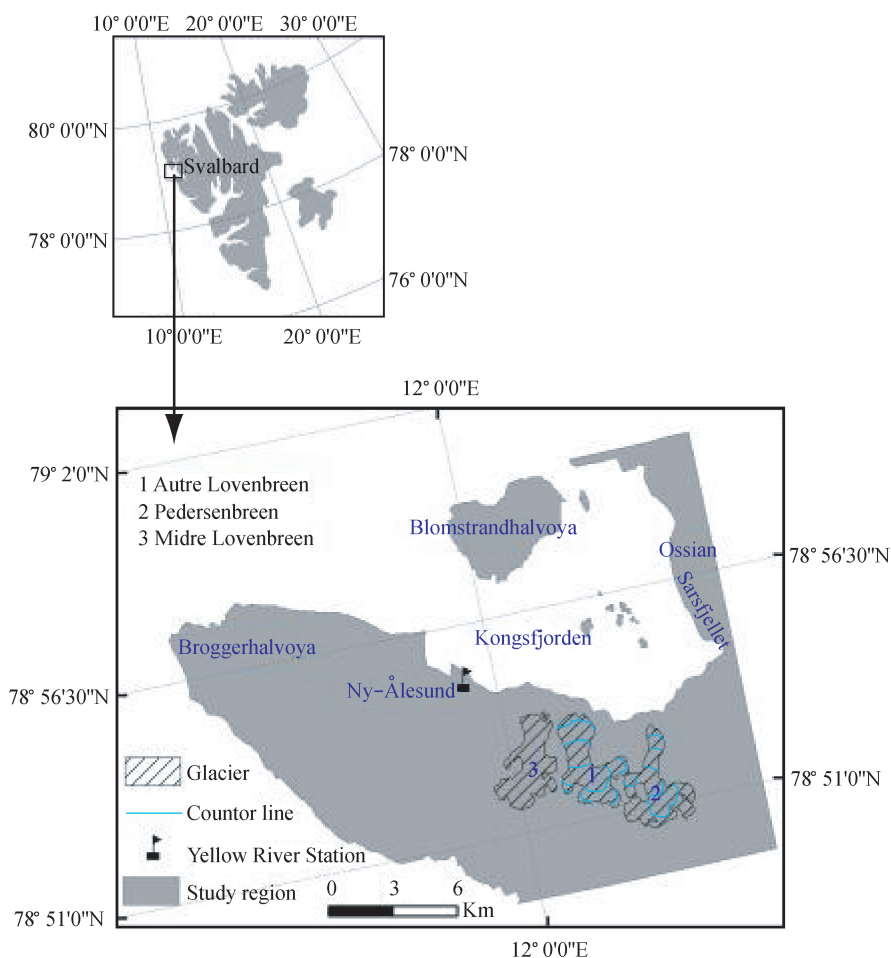 10° 0'0"E 20° 0'0"E 30° 0'0"E
80° 0'0"N
78° 0'0"N
Svalbard
78° 0'0"N
76° 0'0"N
10° 0'0"E 20° 0'0"E
12° 0'0"E
79° 2'0"N
1 Autre Lovenbreen
2 Pedersenbreen
3 Midre Lovenbreen
Blomstrandhalvoya
Ossian
Sarsfjellet
78° 56'30"N
Kongsfjorden
Broggerhalvoya
Ny-Ålesund
78° 56'30"N
3
1
2
78° 51'0"N
Glacier
Countor line
Yellow River Station
Study region
0 3 6
Km
78° 51'0"N
12° 0'0"E